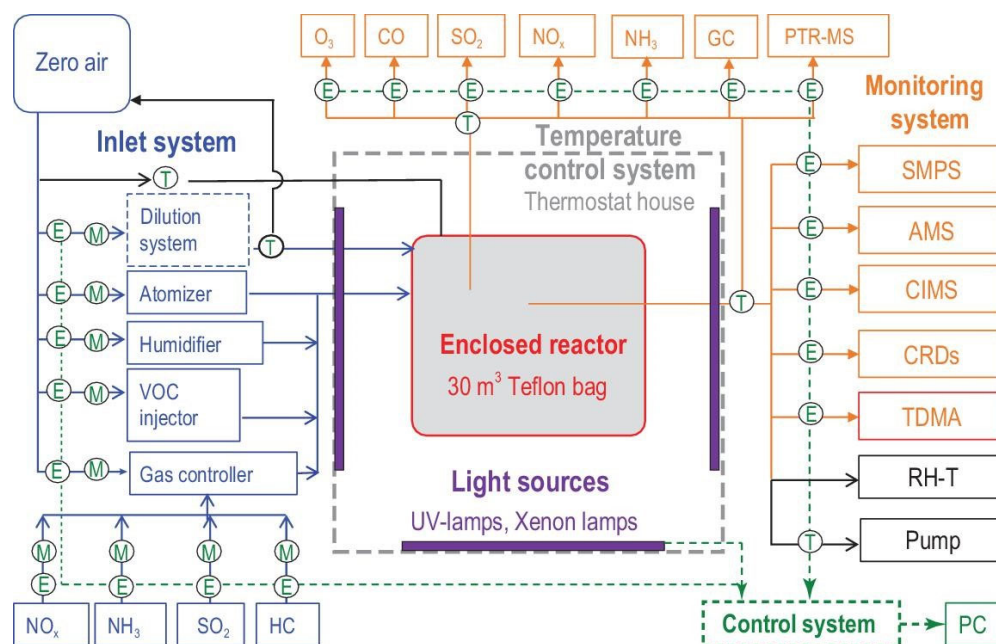 O3
CO
SO2
NOx
NH3
GC
PTR-MS
Zero air
E
E
E
E
E
E
E
Monitoring
system
T
Inlet system
Temperature
control system
Thermostat house
T
E
SMPS
Dilution
system
E
M
T
E
AMS
Atomizer
E
M
E
CIMS
T
Humidifier
E
M
Enclosed reactor
30 m3 Teflon bag
E
CRDs
VOC
injector
E
M
E
TDMA
Gas controller
E
M
Light sources
UV-lamps, Xenon lamps
RH-T
T
Pump
M
M
M
M
E
E
E
E
NOx
NH3
SO2
HC
Control system
PC